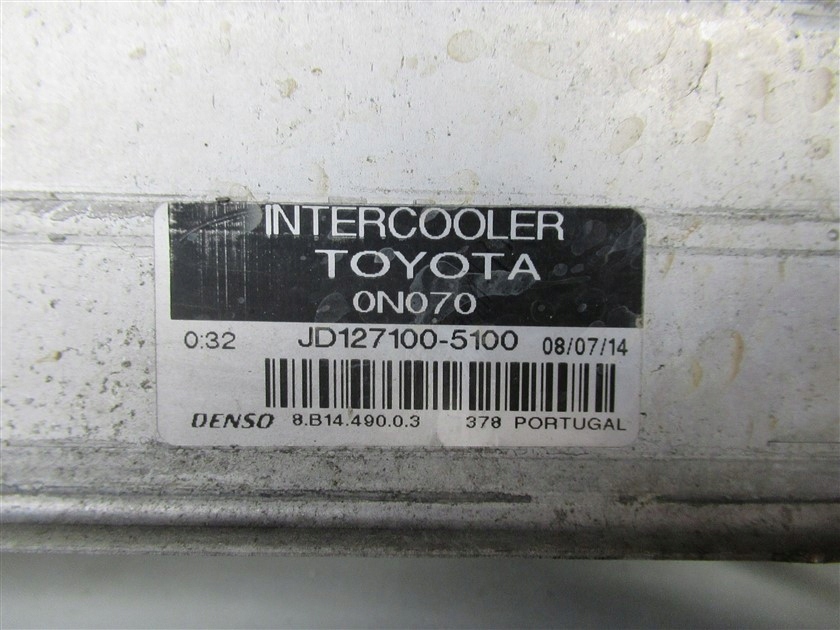 INTERCOOLER
TOYOTA
0N070
0:32 JD127100-5100 08/07/14
DENSO 8.B14.490.0.3 378 PORTUGAL